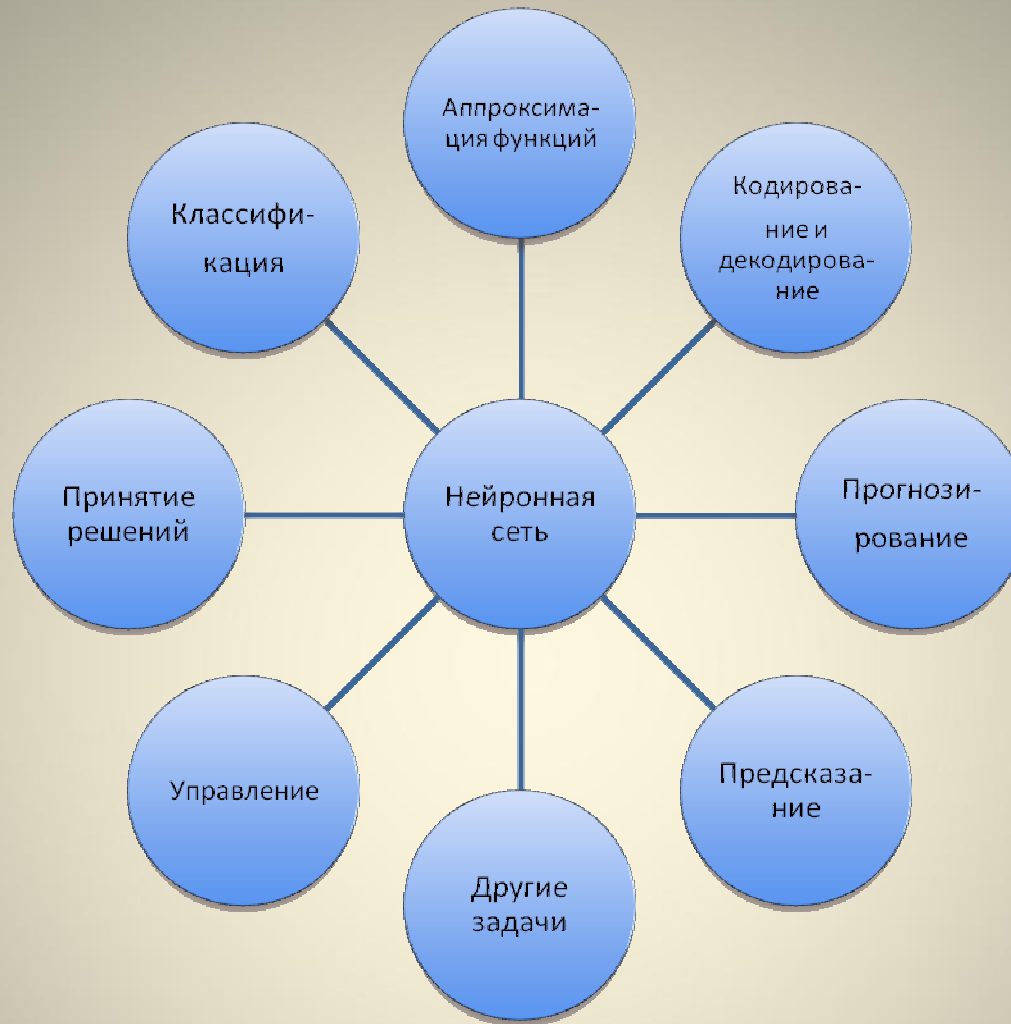 Аппроксима-
ция функций
Кодирова-
ние и
декодирова-
ние
Классифи-
кация
Прогнози-
рование
Нейронная
сеть
Принятие
решений
Предсказа-
ние
Управление
Другие
задачи